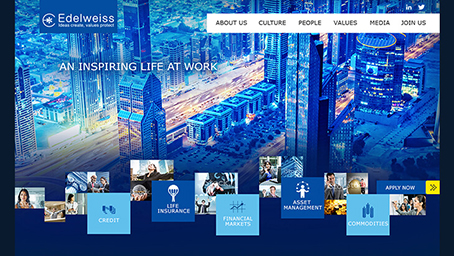 Edelweiss
Ideas create, values protect
ABOUT US CULTURE PEOPLE VALUES MEDIA JOIN US
AN INSPIRING LIFE AT WORK
APPLY NOW
LIFE
INSURANCE
ASSET
MANAGEMENT
CREDIT
FINANCIAL
MARKETS
COMMODITIES